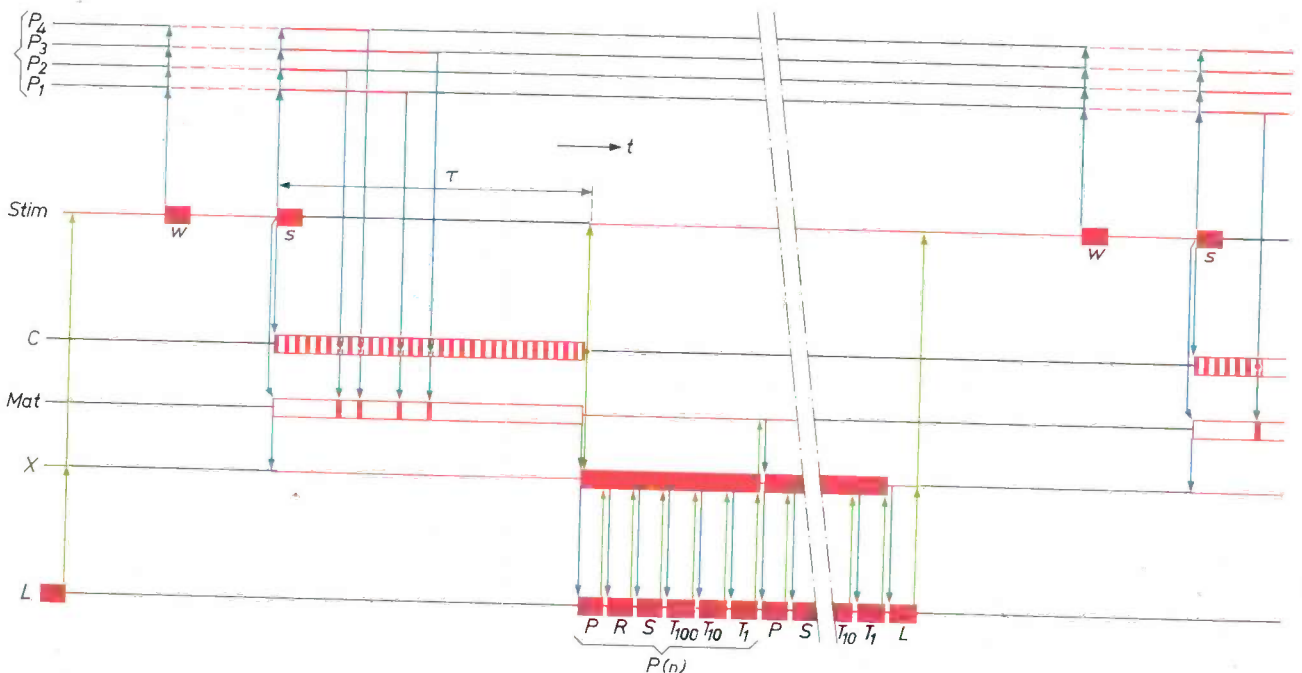 P₄
P₃
P₂
P₁
t
τ
Stim
w
s
w
s
C
Mat
X
L
P R S T₁₀₀ T₁₀ T₁ P S T₁₀ T₁ L
P(n)